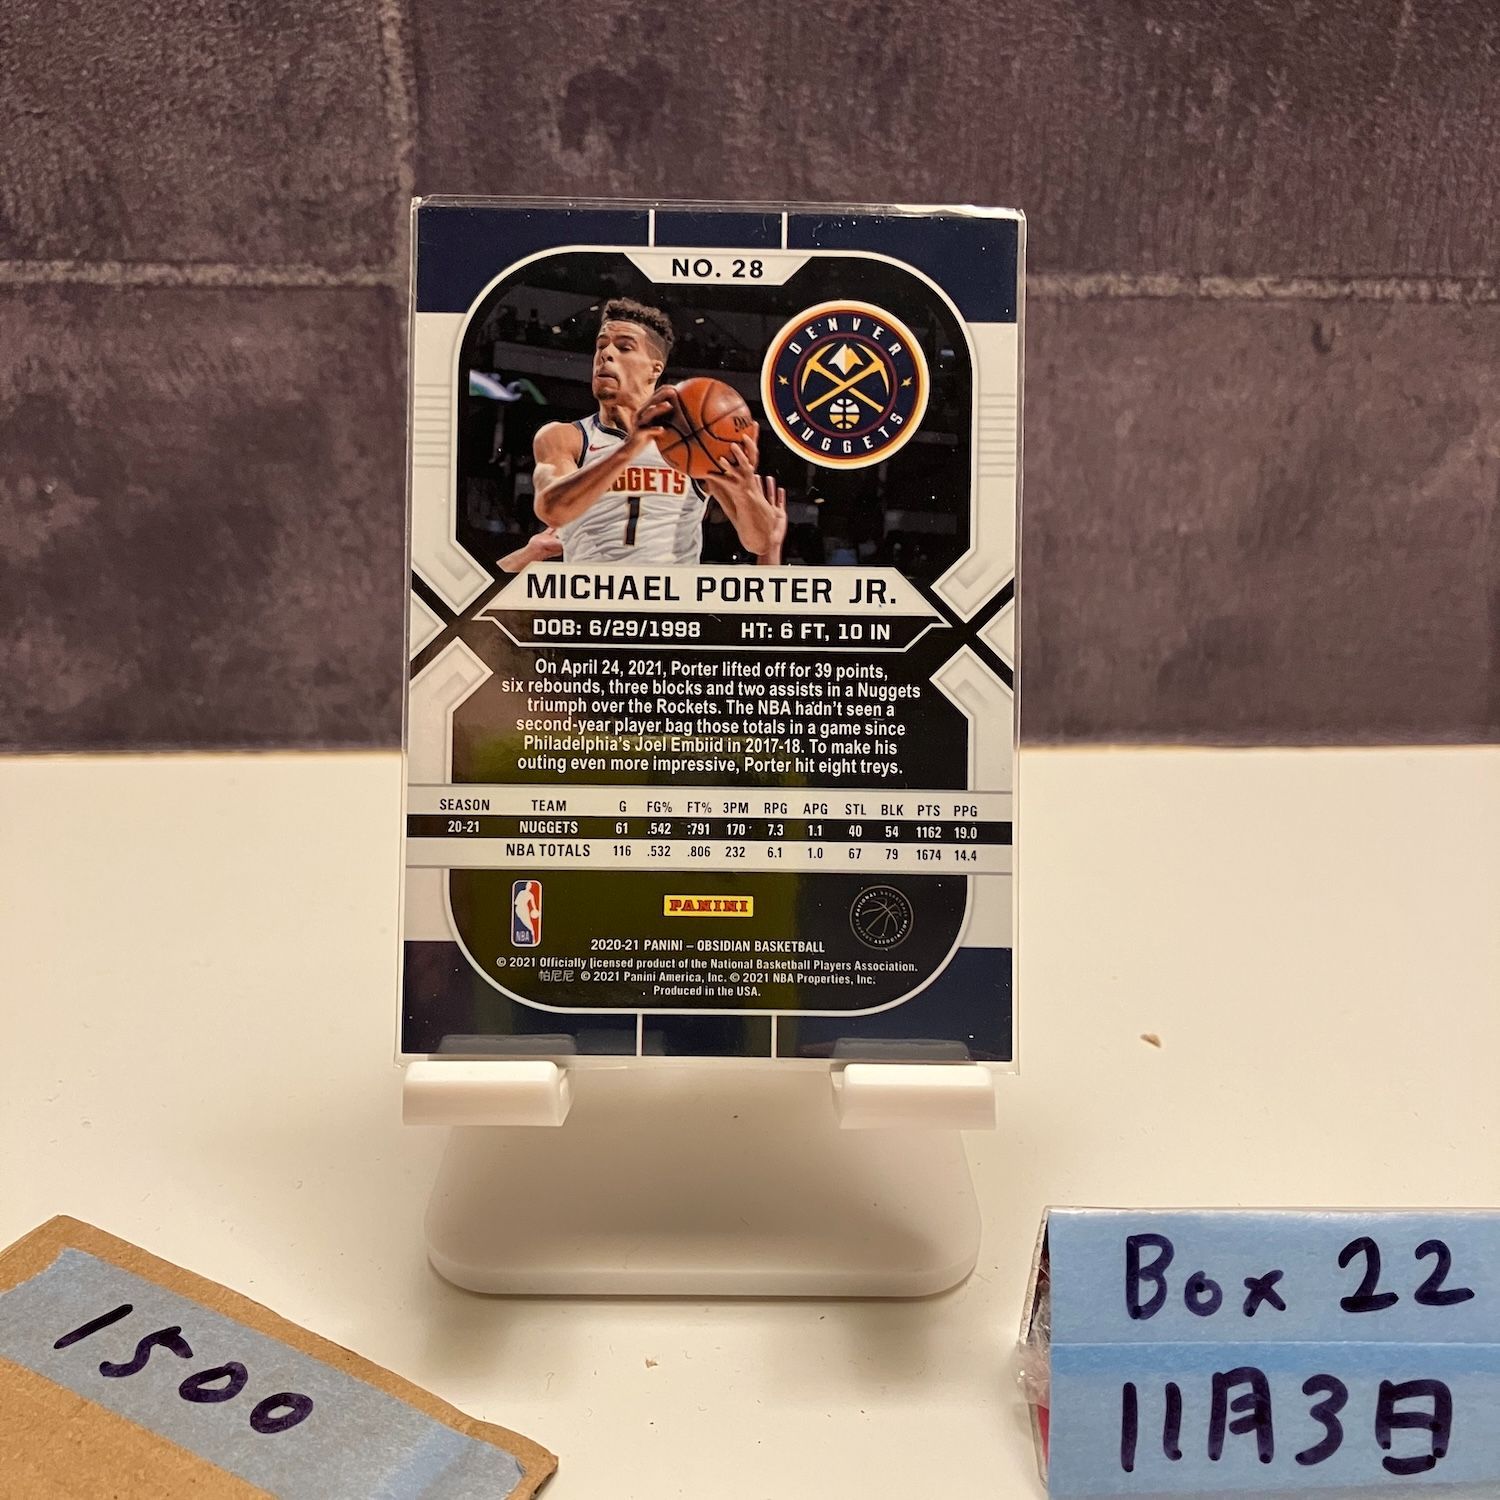 NO. 28
DENVER
NUGGETS
NUGGETS
1
MICHAEL PORTER JR.
DOB: 6/29/1998 HT: 6 FT, 10 IN
On April 24, 2021, Porter lifted off for 39 points,
six rebounds, three blocks and two assists in a Nuggets
triumph over the Rockets. The NBA hadn't seen a
second-year player bag those totals in a game since
Philadelphia's Joel Embiid in 2017-18. To make his
outing even more impressive, Porter hit eight treys.
SEASON TEAM G FG% FT% 3PM RPG APG STL BLK PTS PPG
20-21 NUGGETS 61 .542 .791 170 7.3 1.1 40 54 1162 19.0
NBA TOTALS 116 .532 .806 232 6.1 1.0 67 79 1674 14.4
NBA
PANINI
NATIONAL BASKETBALL PLAYERS ASSOCIATION
2020-21 PANINI – OBSIDIAN BASKETBALL
© 2021 Officially licensed product of the National Basketball Players Association.
帕尼尼 © 2021 Panini America, Inc. © 2021 NBA Properties, Inc.
Produced in the USA.
1500
Box 22
11月3日